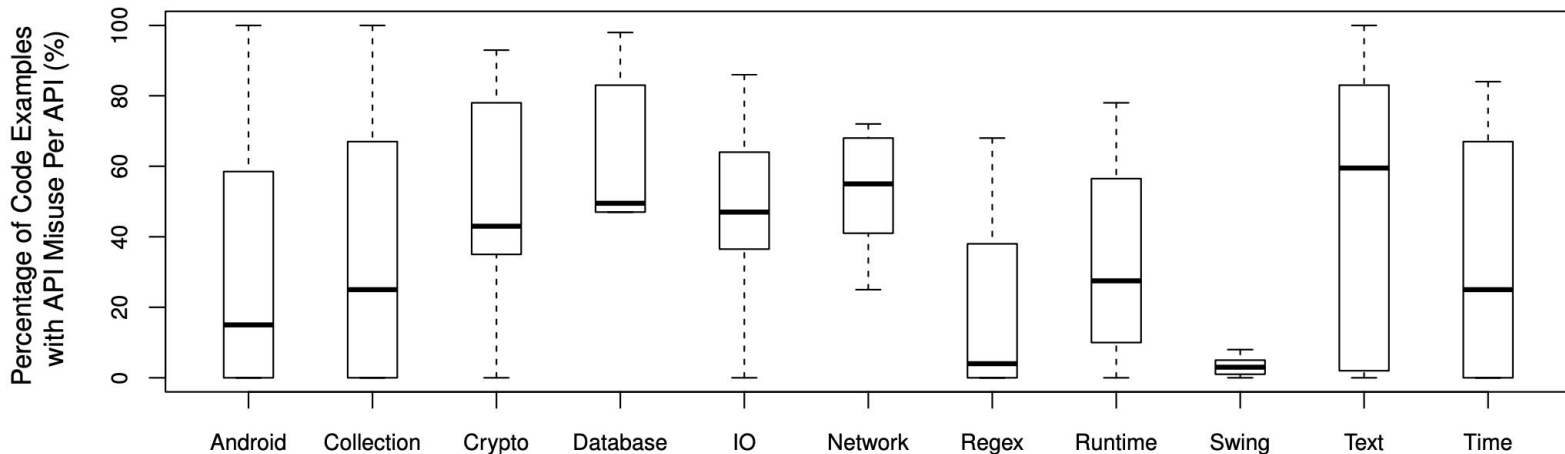 Percentage of Code Examples
with API Misuse Per API (%)
100
80
60
40
20
0
Android Collection Crypto Database IO Network Regex Runtime Swing Text Time